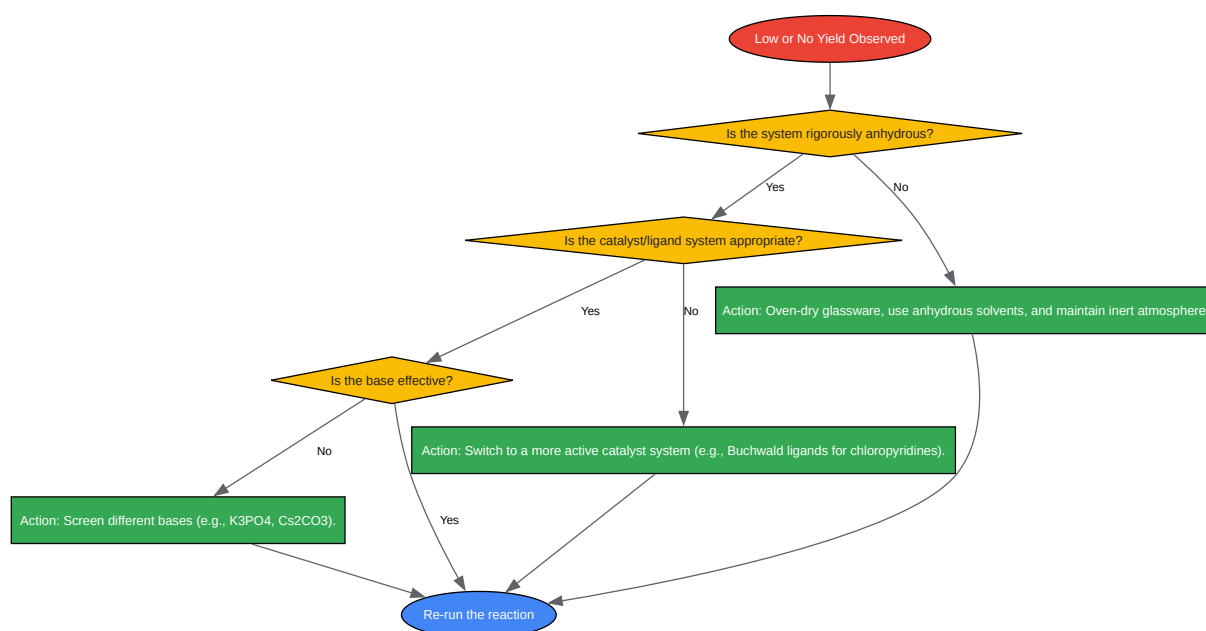 Low or No Yield Observed
Is the system rigorously anhydrous?
Yes
No
Is the catalyst/ligand system appropriate?
Yes
No
Action: Oven-dry glassware, use anhydrous solvents, and maintain inert atmosphere
Is the base effective?
No
Action: Switch to a more active catalyst system (e.g., Buchwald ligands for chloropyridines).
Action: Screen different bases (e.g., K3PO4, Cs2CO3).
Yes
Re-run the reaction